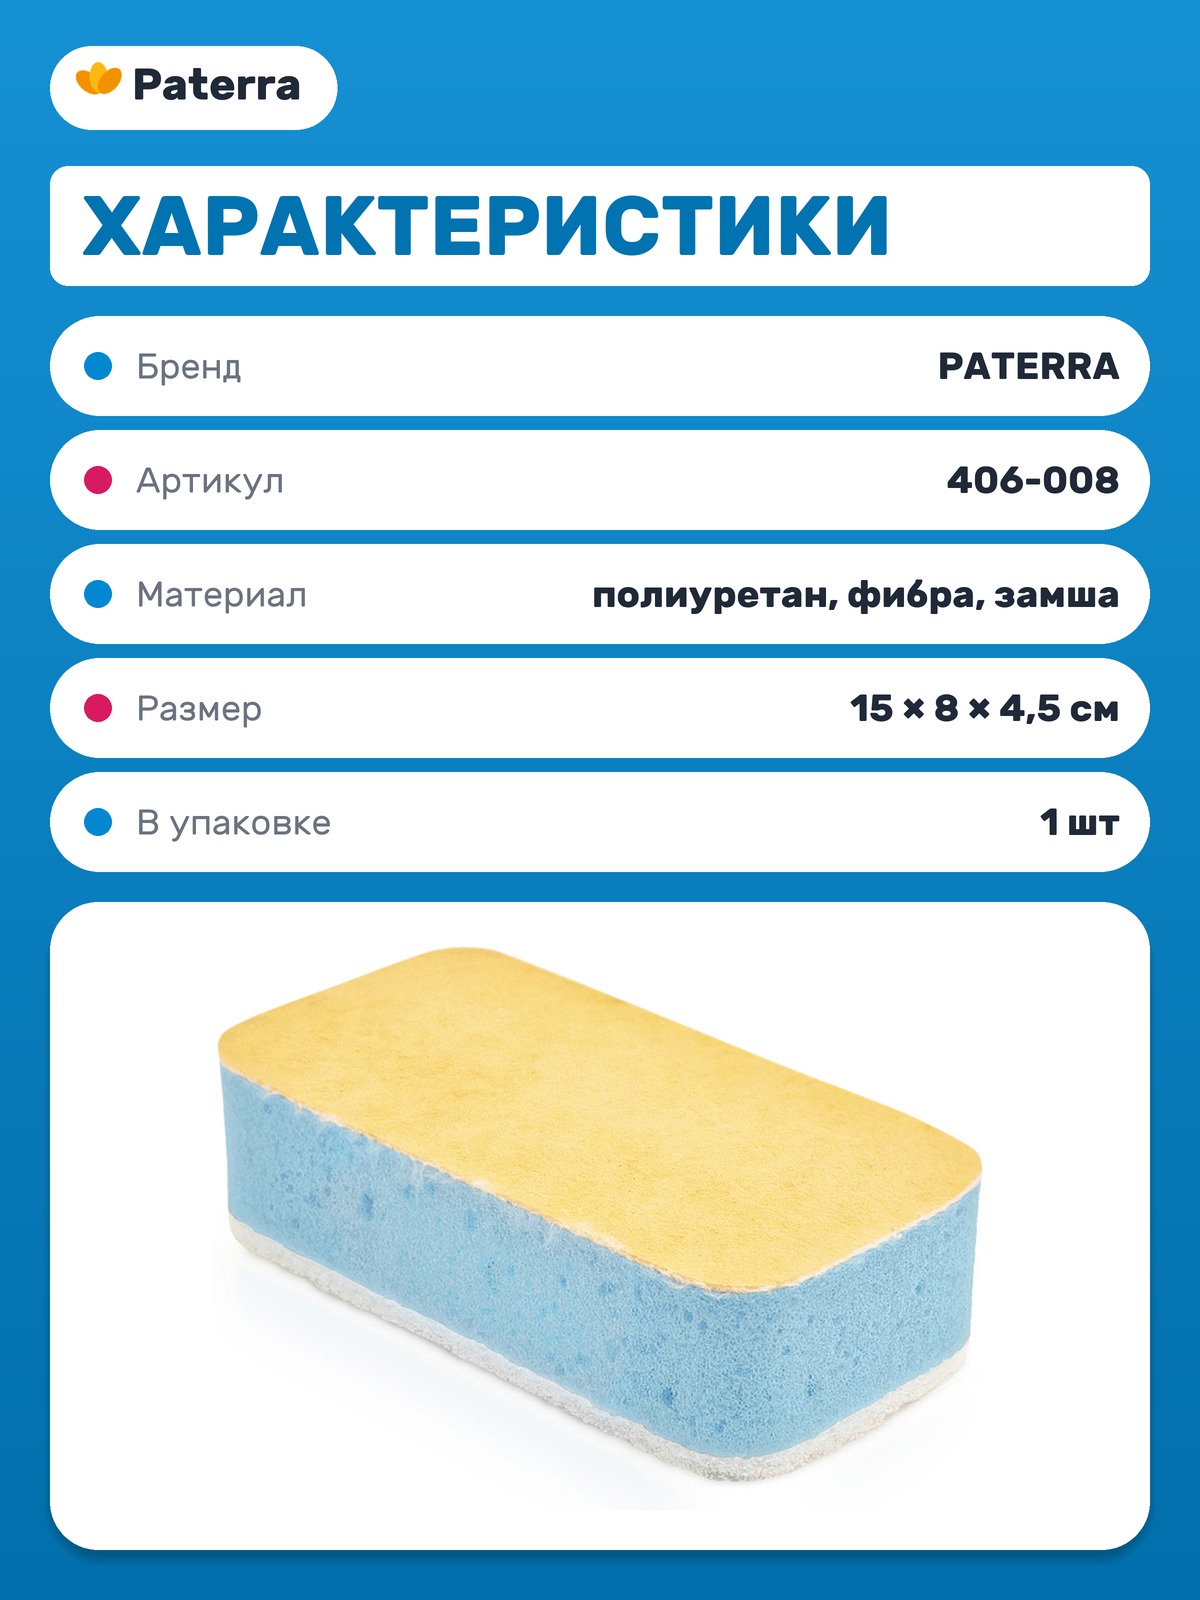 Paterra
ХАРАКТЕРИСТИКИ
Бренд PATERRA
Артикул 406-008
Материал полиуретан, фибра, замша
Размер 15 × 8 × 4,5 см
В упаковке 1 шт